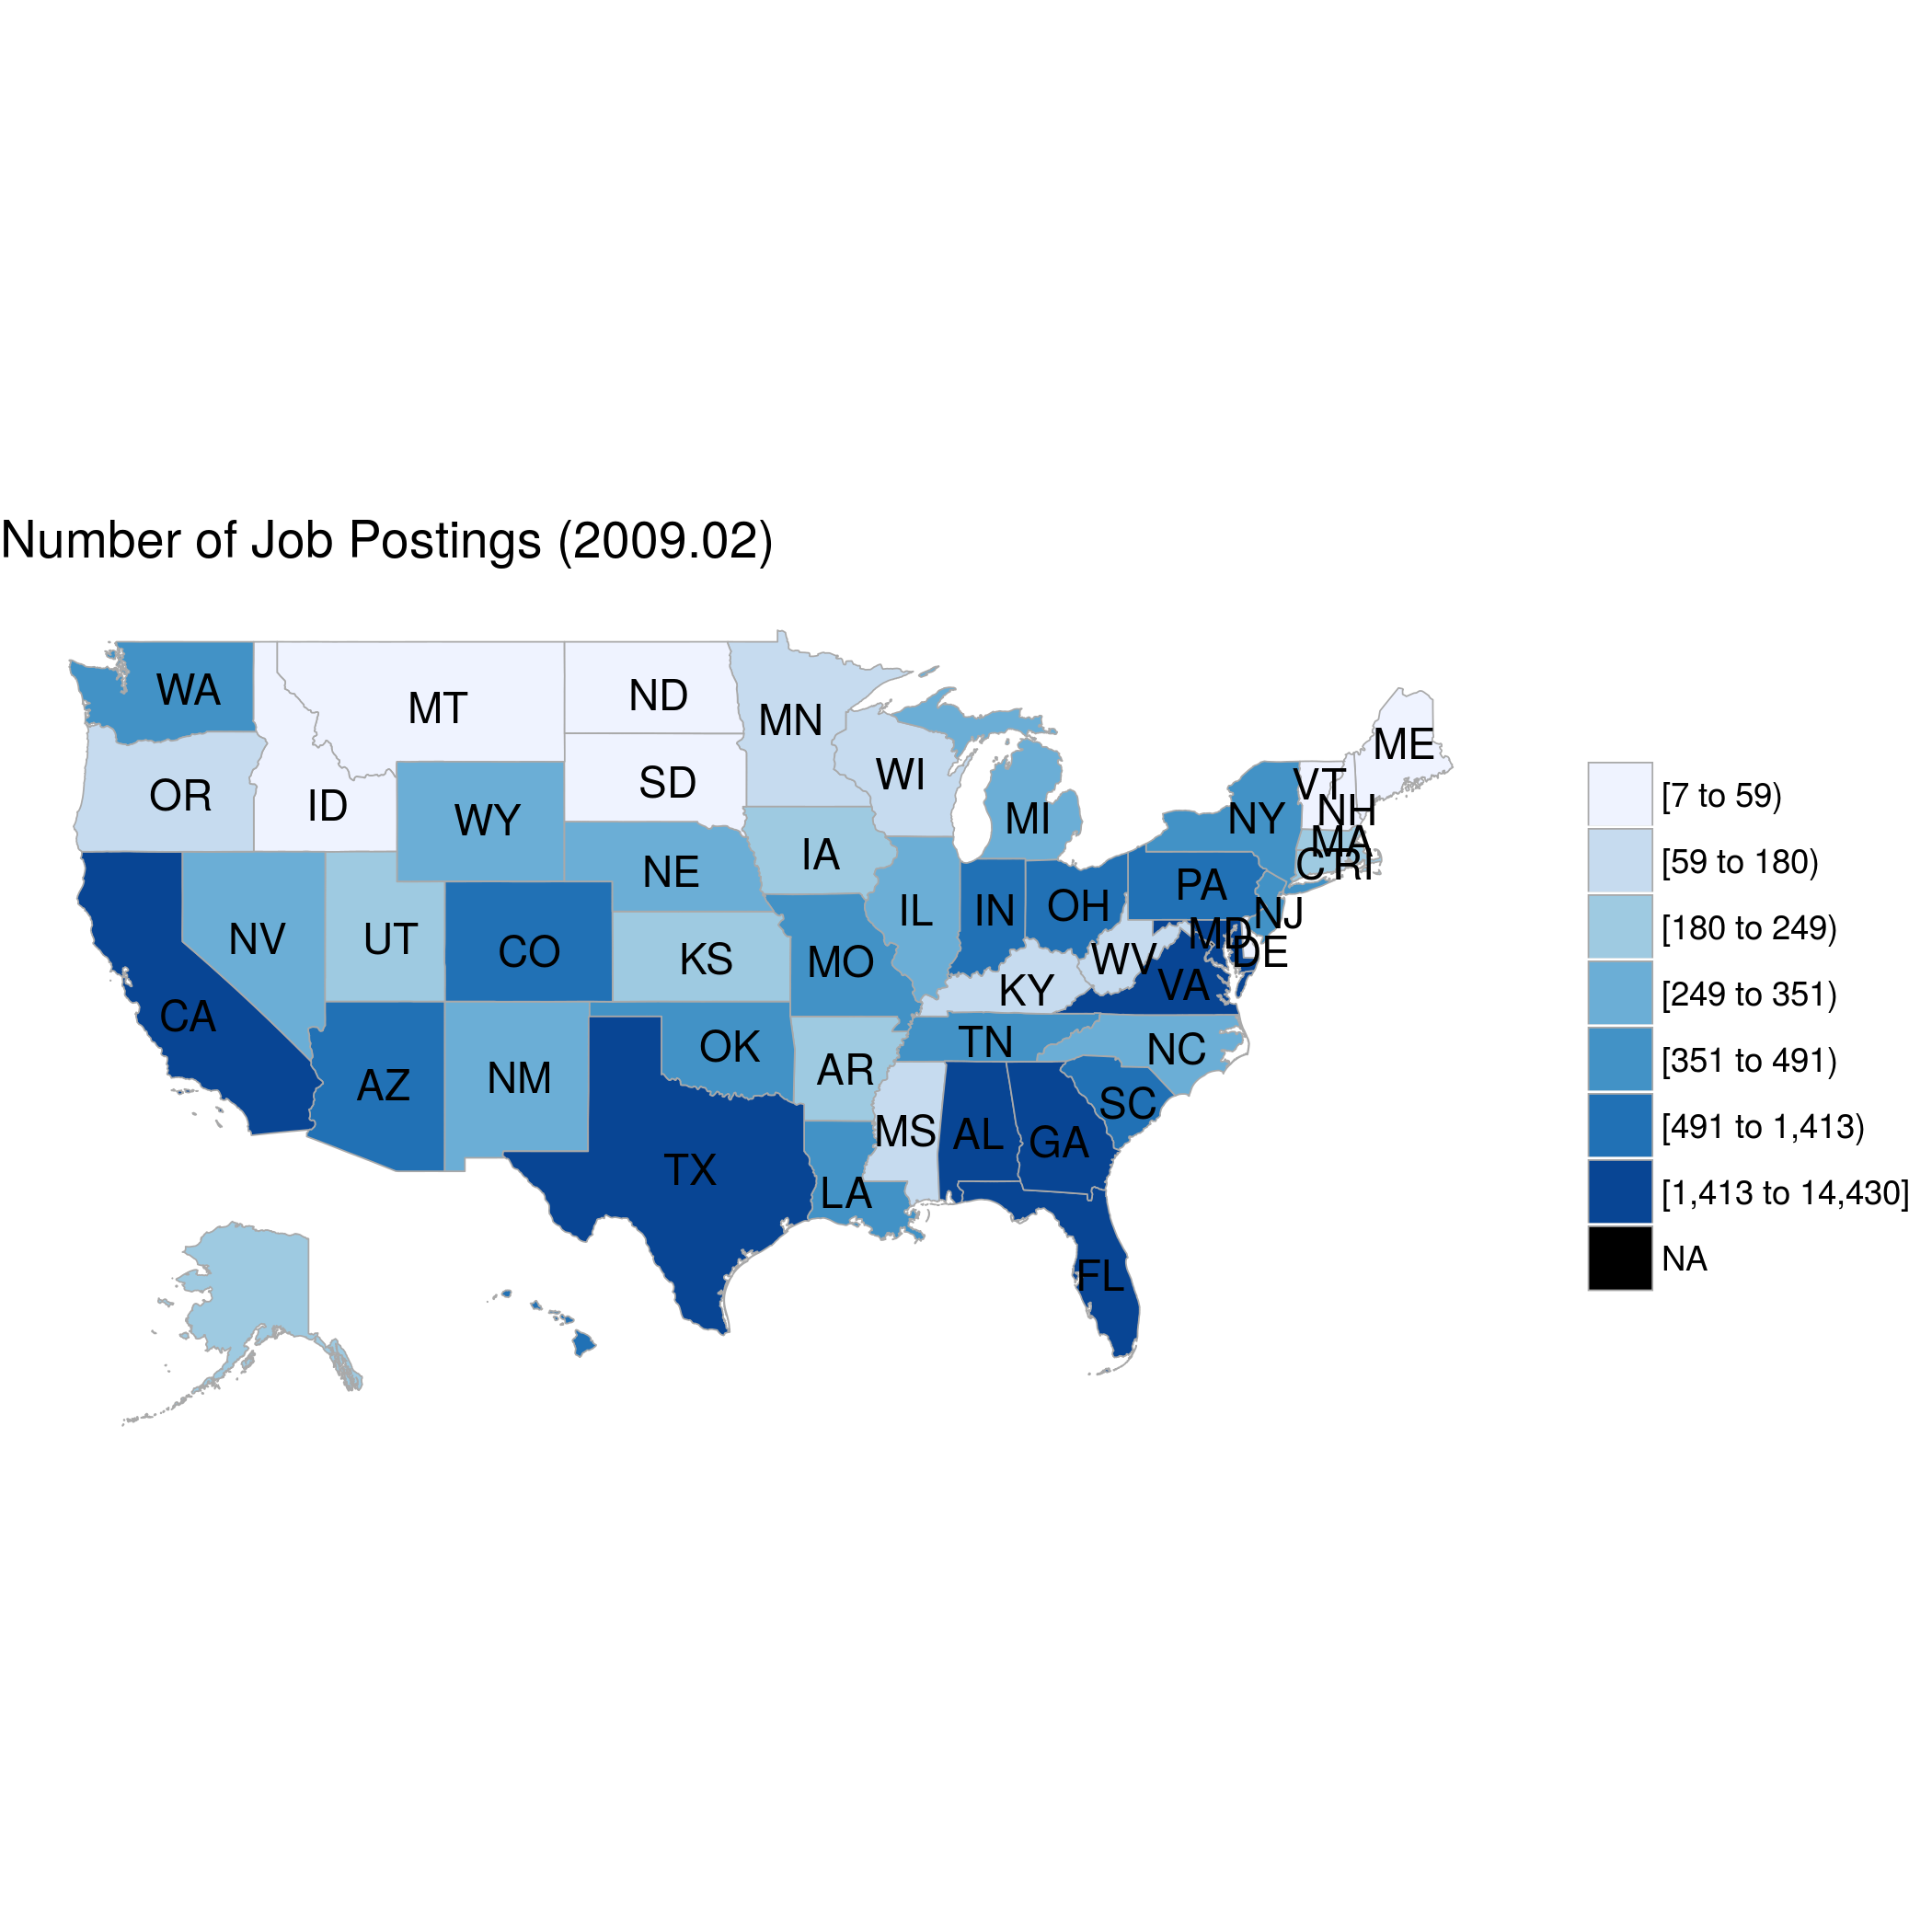 Number of Job Postings (2009.02)
WA
MT
ND
MN
ME
OR
ID
WY
SD
WI
MI
NY
VT
NH
MA
CT
RI
NE
IA
PA
NV
UT
CO
KS
MO
IL
IN
OH
NJ
MD
DE
WV
VA
KY
CA
AZ
NM
OK
AR
TN
NC
SC
MS
AL
GA
TX
LA
FL
[7 to 59)
[59 to 180)
[180 to 249)
[249 to 351)
[351 to 491)
[491 to 1,413)
[1,413 to 14,430]
NA